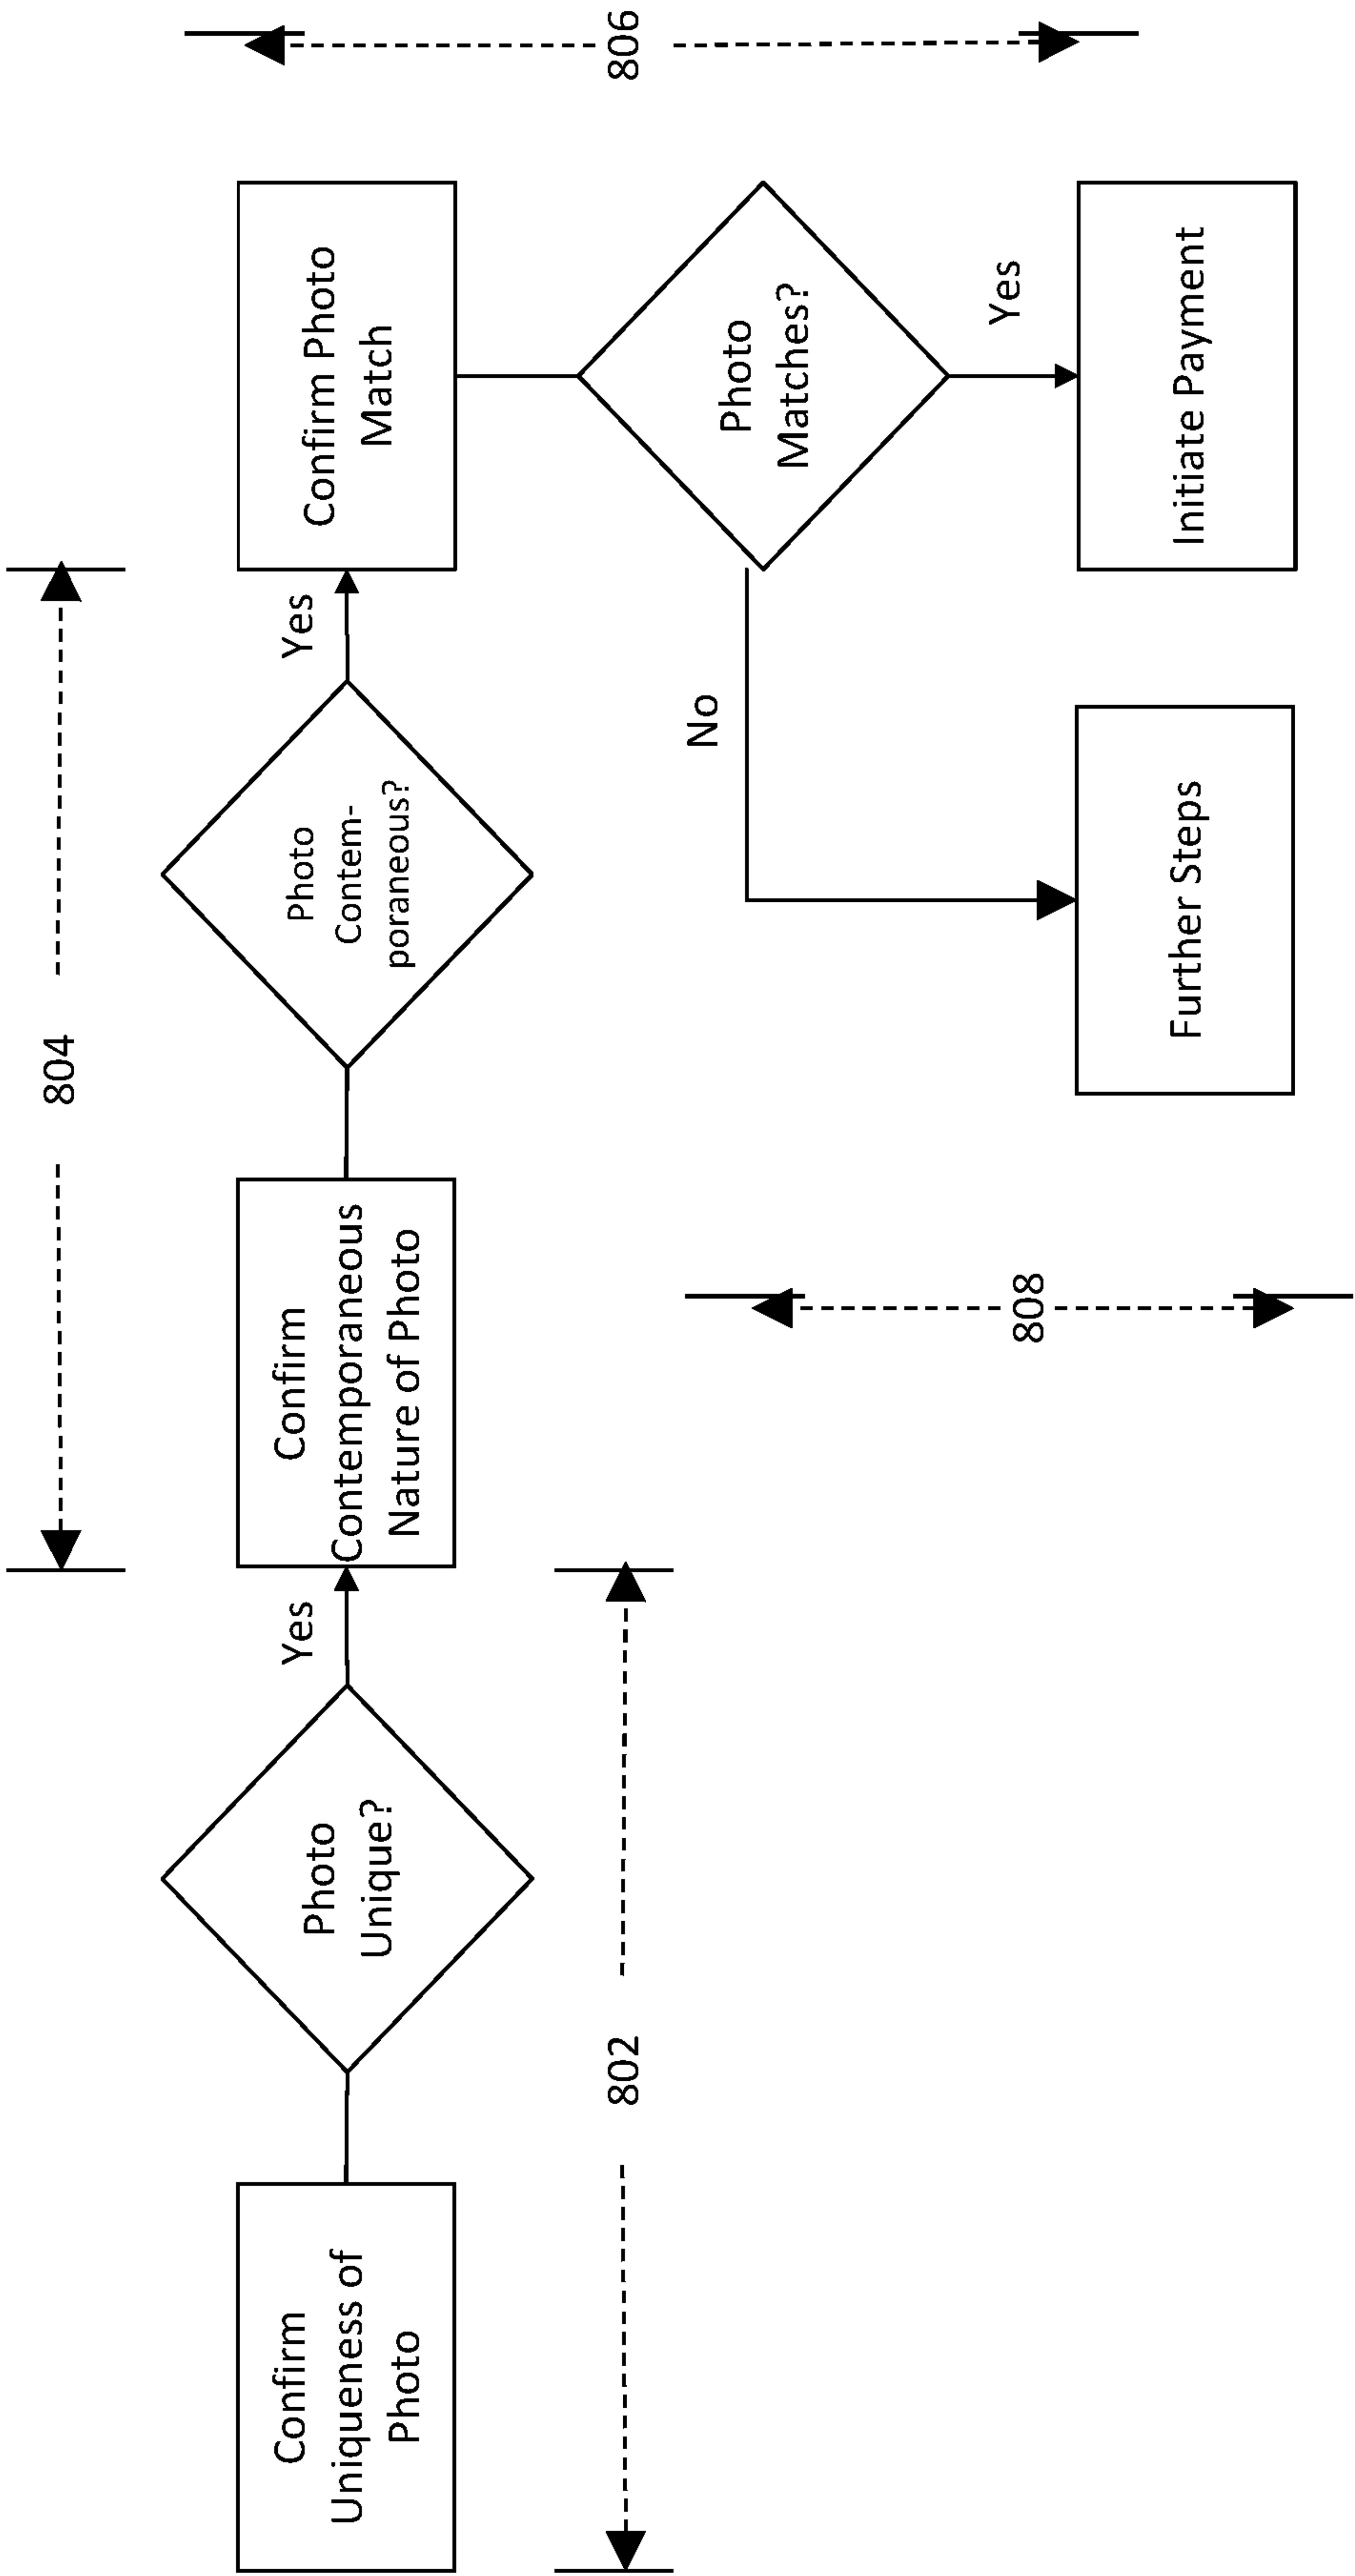 804
Confirm
Uniqueness of
Photo
Photo
Unique?
Yes
Confirm
Contemporaneous
Nature of Photo
Photo
Contem-
poraneous?
Yes
Confirm Photo
Match
802
806
Photo
Matches?
No
Yes
808
Further Steps
Initiate Payment